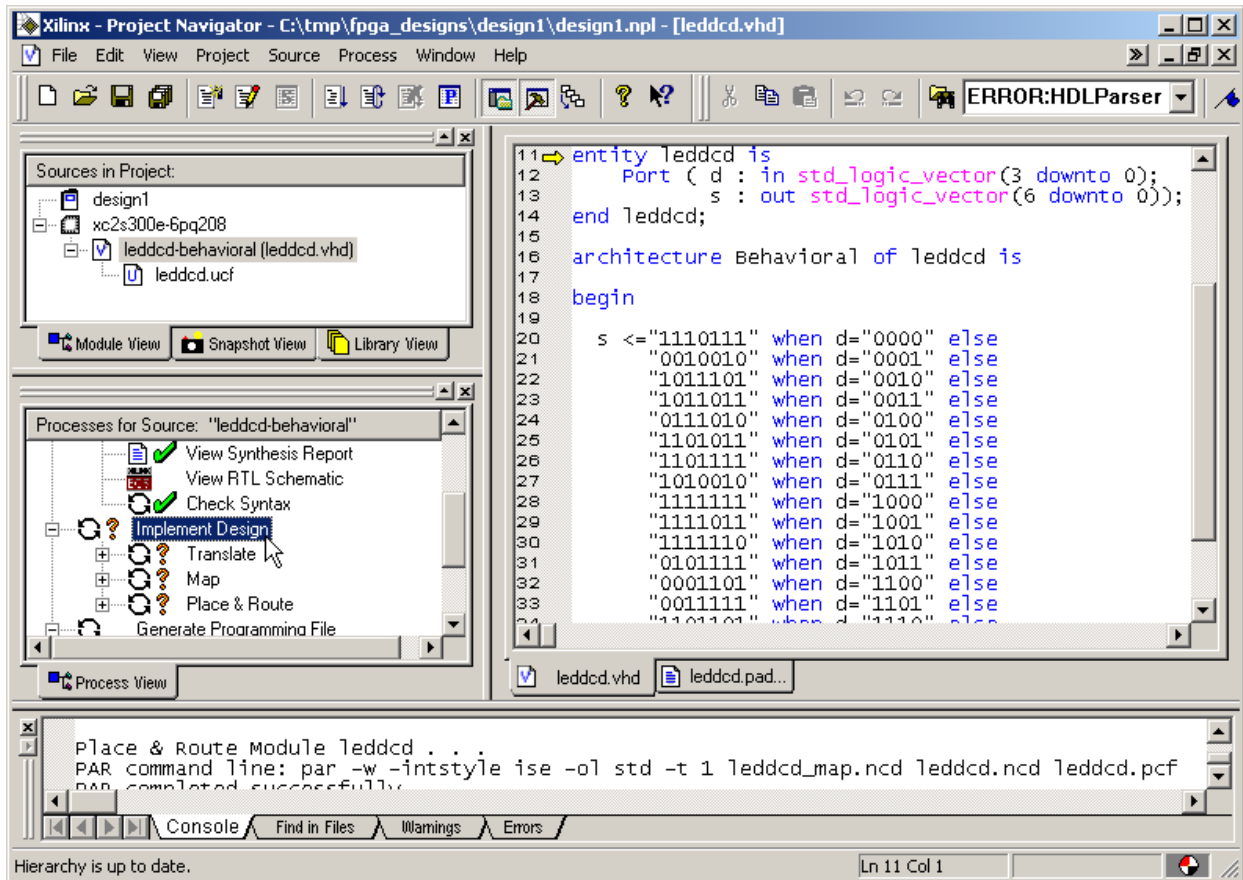 Xilinx - Project Navigator - C:\tmp\fpga_designs\design1\design1.npl - [leddcd.vhd]
File Edit View Project Source Process Window Help
ERROR:HDLParser
Sources in Project:
design1
xc2s300e-6pq208
leddcd-behavioral (leddcd.vhd)
leddcd.ucf
Module View Snapshot View Library View
Processes for Source: "leddcd-behavioral"
View Synthesis Report
View RTL Schematic
Check Syntax
Implement Design
Translate
Map
Place & Route
Generate Programming File
Process View
11 entity leddcd is
12 Port ( d : in std_logic_vector(3 downto 0);
13 s : out std_logic_vector(6 downto 0));
14 end leddcd;
15
16 architecture Behavioral of leddcd is
17
18 begin
19
20 s <="1110111" when d="0000" else
21 "0010010" when d="0001" else
22 "1011101" when d="0010" else
23 "1011011" when d="0011" else
24 "0111010" when d="0100" else
25 "1101011" when d="0101" else
26 "1101111" when d="0110" else
27 "1010010" when d="0111" else
28 "1111111" when d="1000" else
29 "1111011" when d="1001" else
30 "1111110" when d="1010" else
31 "0101111" when d="1011" else
32 "0001101" when d="1100" else
33 "0011111" when d="1101" else
34 "1101101" when d="1110" else
leddcd.vhd leddcd.pad...
Place & Route Module leddcd . . .
PAR command line: par -w -intstyle ise -ol std -t 1 leddcd_map.ncd leddcd.ncd leddcd.pcf
PAR completed successfully
Console Find in Files Warnings Errors
Hierarchy is up to date.
Ln 11 Col 1